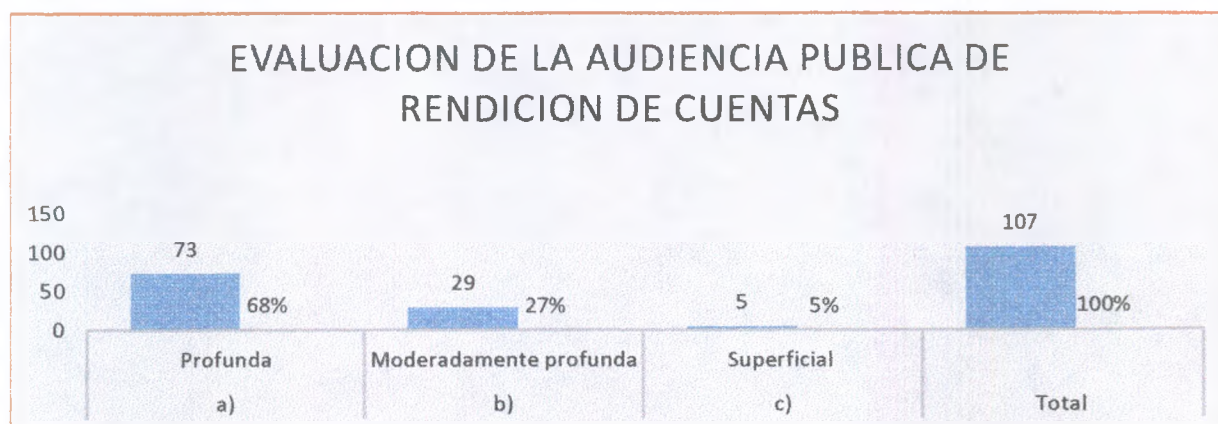 EVALUACION DE LA AUDIENCIA PUBLICA DE
RENDICION DE CUENTAS
150
100
50
0
73
68%
29
27%
5
5%
107
100%
Profunda
Moderadamente profunda
Superficial
a)
b)
c)
Total